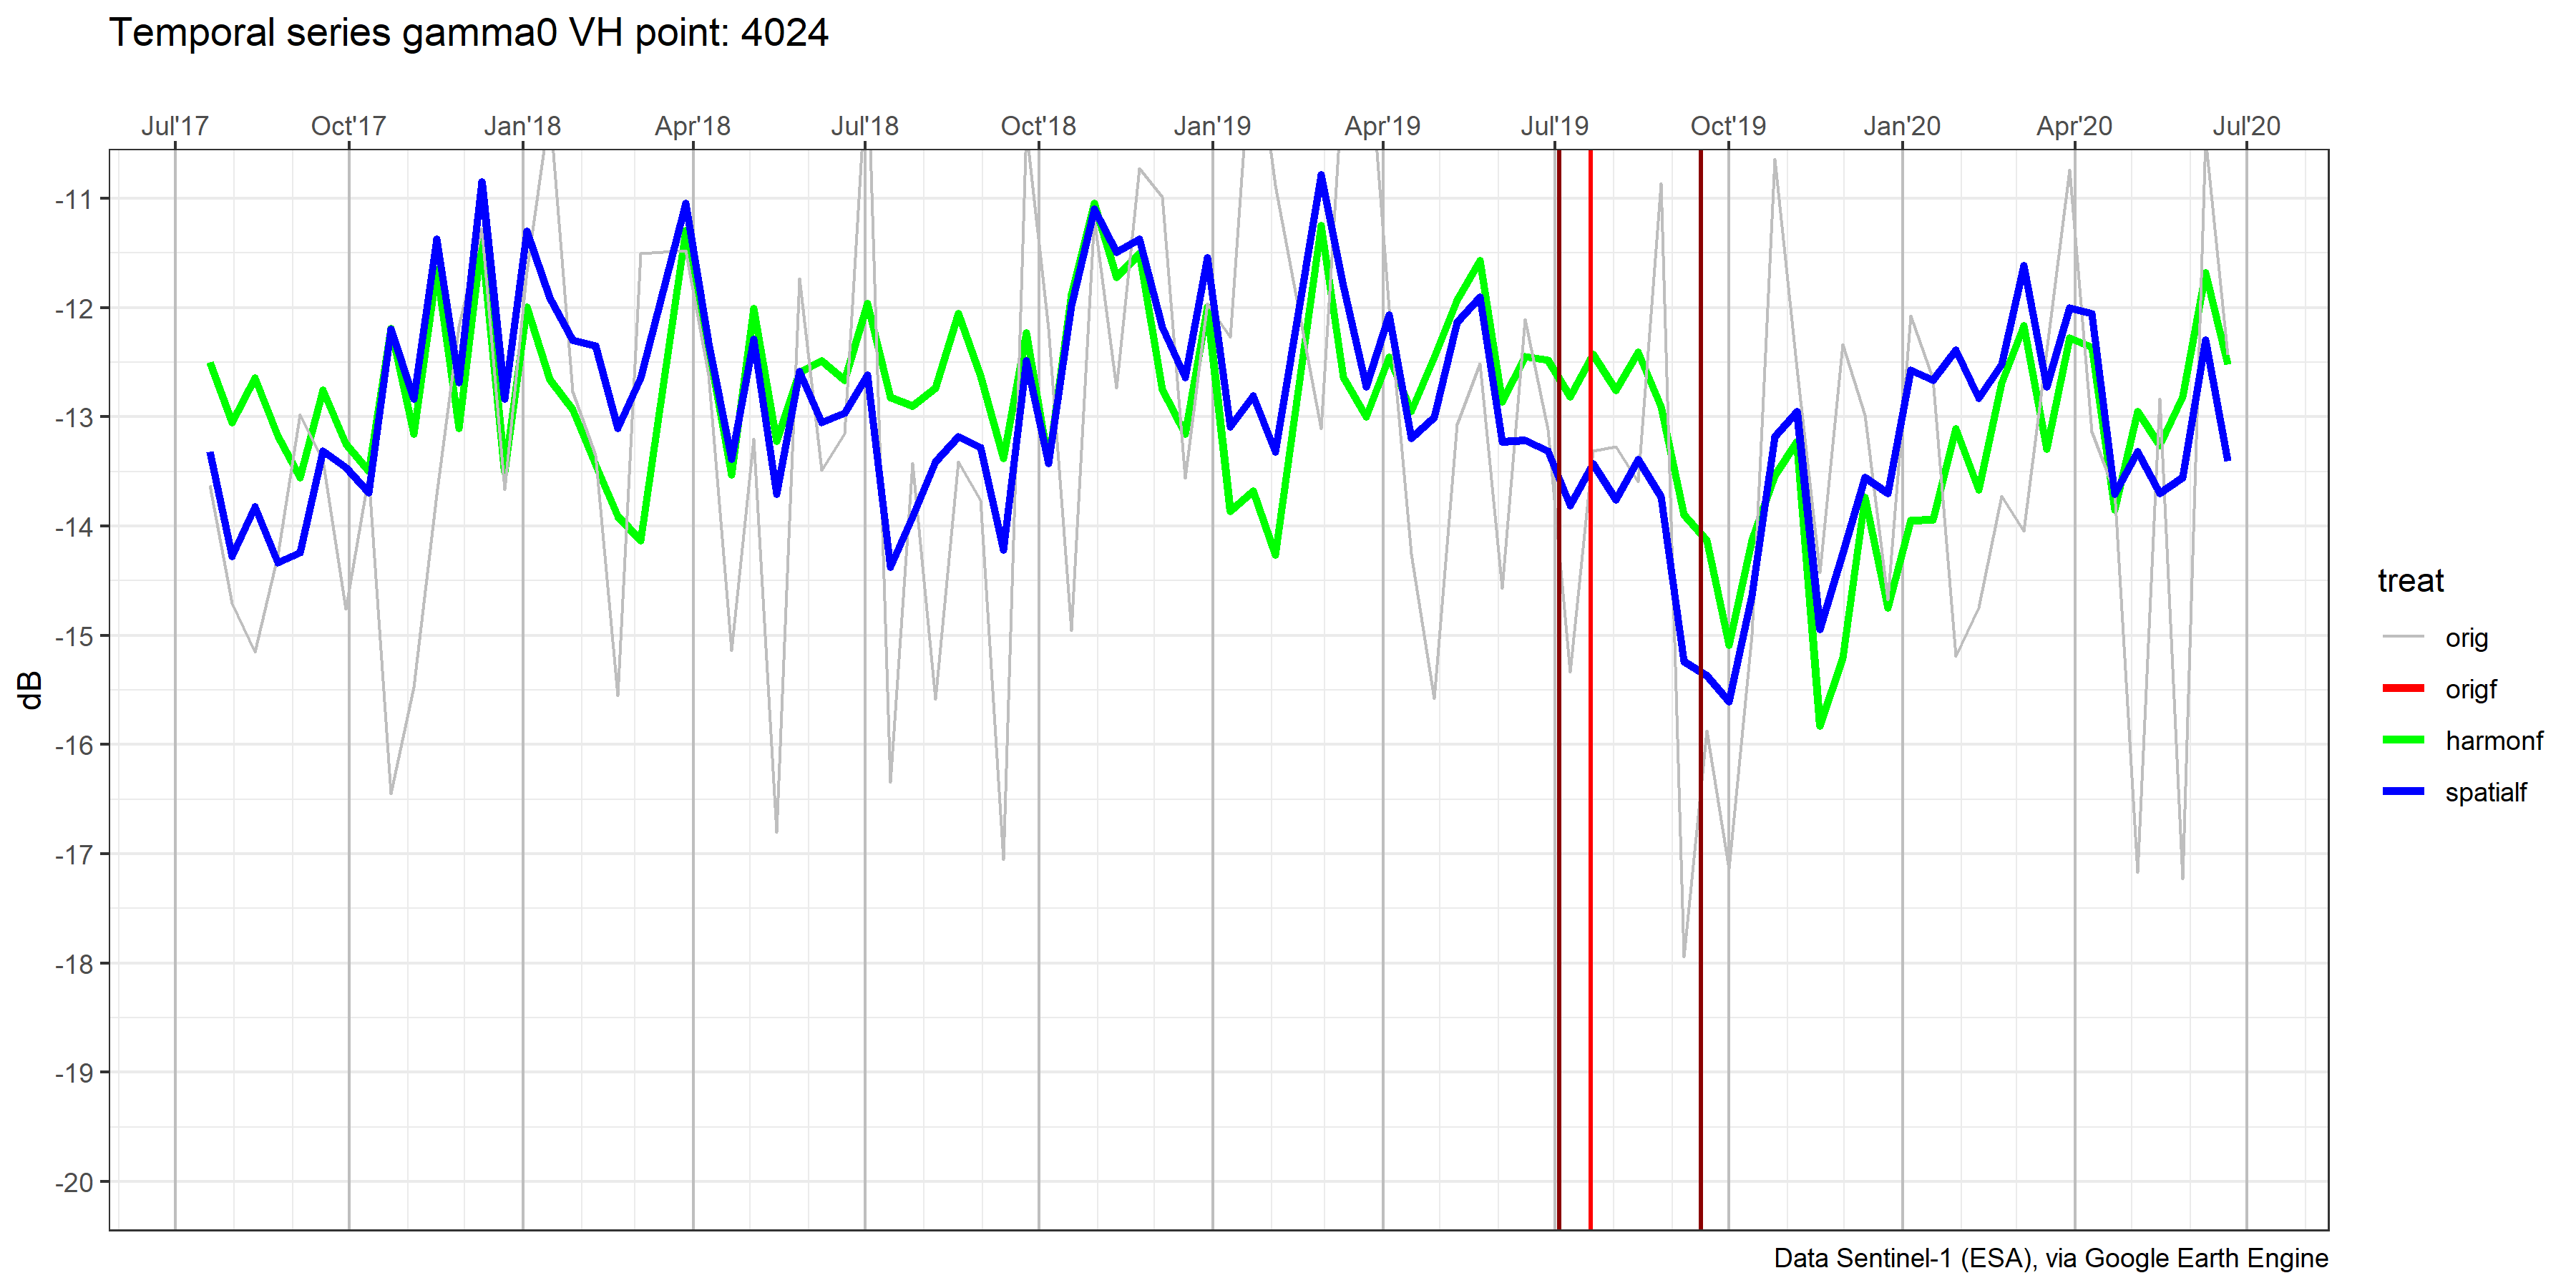 Temporal series gamma0 VH point: 4024
Jul'17 Oct'17 Jan'18 Apr'18 Jul'18 Oct'18 Jan'19 Apr'19 Jul'19 Oct'19 Jan'20 Apr'20 Jul'20
-11
-12
-13
-14
-15
-16
-17
-18
-19
-20
dB
treat
orig
origf
harmonf
spatialf
Data Sentinel-1 (ESA), via Google Earth Engine